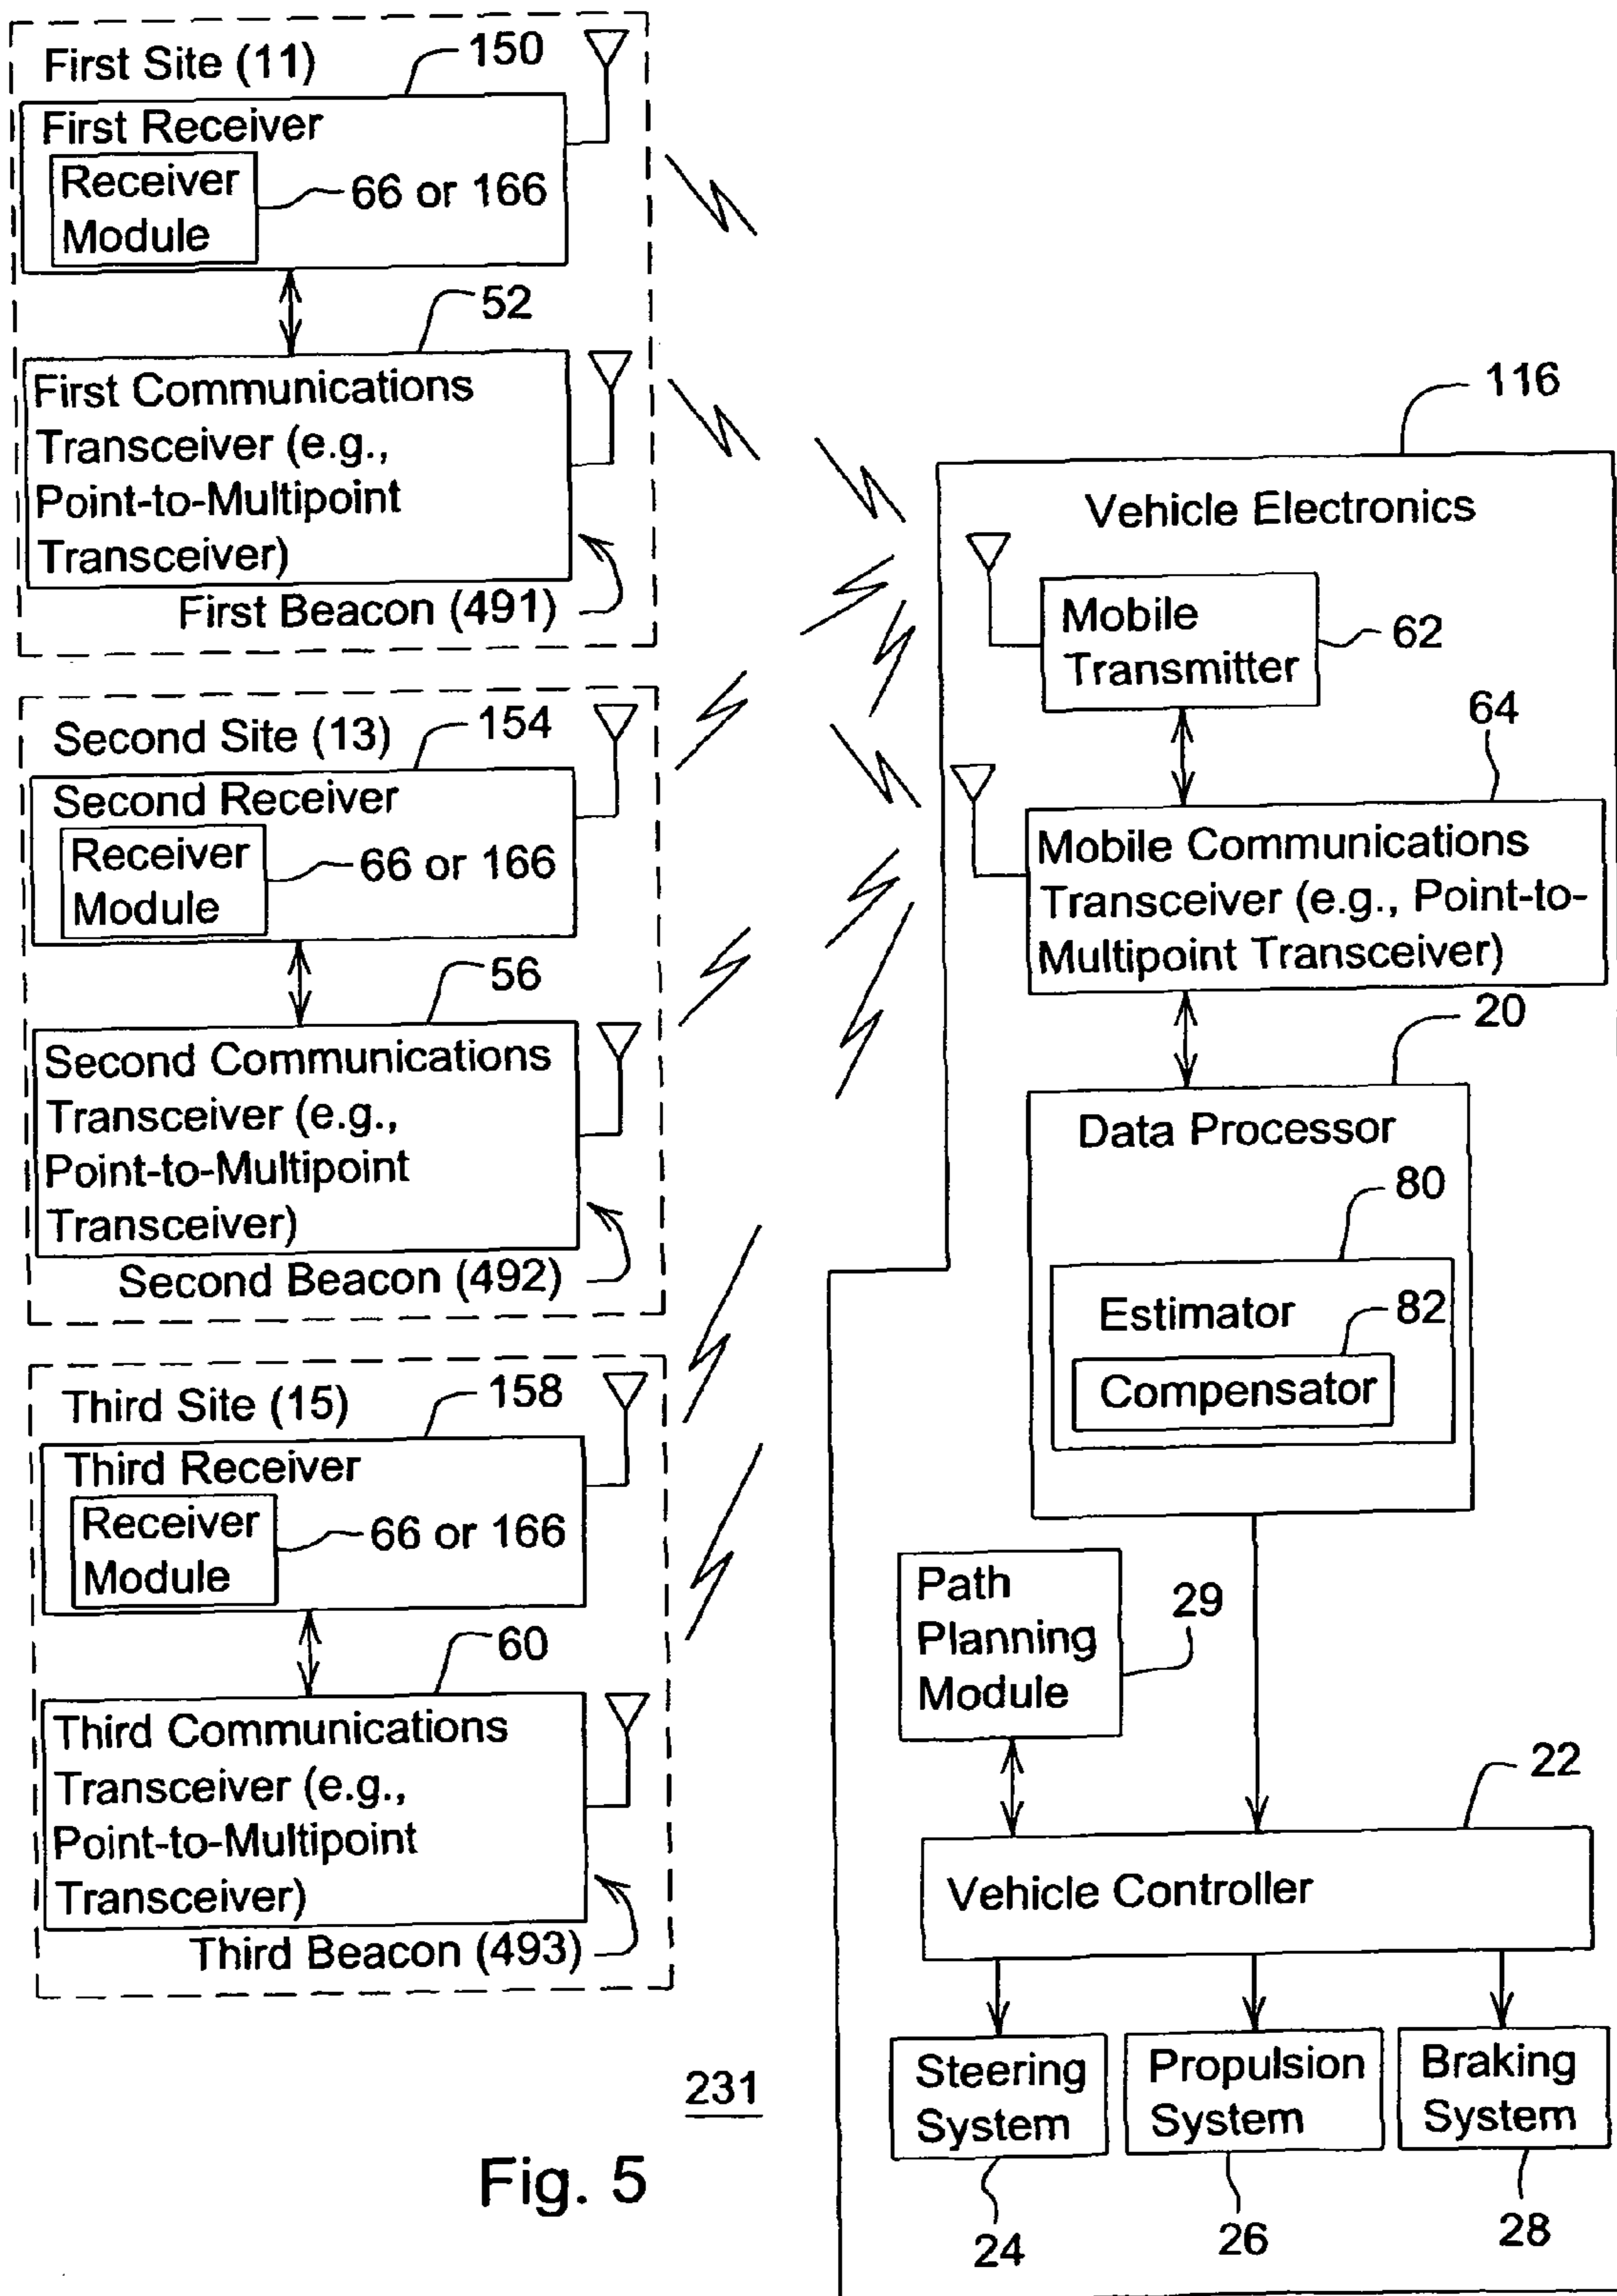 First Site (11)
150
First Receiver
Receiver
Module
66 or 166
52
First Communications
Transceiver (e.g.,
Point-to-Multipoint
Transceiver)
First Beacon (491)
Second Site (13)
154
Second Receiver
Receiver
Module
66 or 166
56
Second Communications
Transceiver (e.g.,
Point-to-Multipoint
Transceiver)
Second Beacon (492)
Third Site (15)
158
Third Receiver
Receiver
Module
66 or 166
60
Third Communications
Transceiver (e.g.,
Point-to-Multipoint
Transceiver)
Third Beacon (493)
116
Vehicle Electronics
Mobile
Transmitter
62
64
Mobile Communications
Transceiver (e.g., Point-to-
Multipoint Transceiver)
20
Data Processor
80
Estimator
82
Compensator
Path
Planning
Module
29
22
Vehicle Controller
Steering
System
Propulsion
System
Braking
System
24
26
28
231
Fig. 5